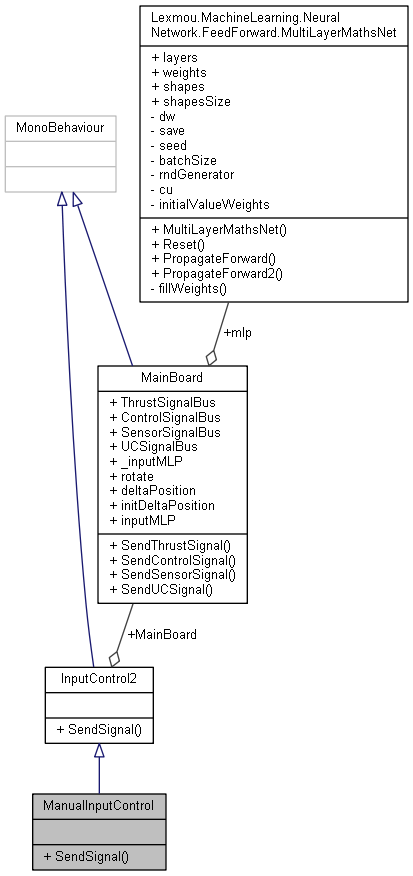 Lexmou.MachineLearning.Neural
Network.FeedForward.MultiLayerMathsNet
+ layers
+ weights
+ shapes
+ shapesSize
- dw
- save
- seed
- batchSize
- rndGenerator
- cu
- initialValueWeights
+ MultiLayerMathsNet()
+ Reset()
+ PropagateForward()
+ PropagateForward2()
- fillWeights()
MonoBehaviour
+mlp
MainBoard
+ ThrustSignalBus
+ ControlSignalBus
+ SensorSignalBus
+ UCSignalBus
+ _inputMLP
+ rotate
+ deltaPosition
+ initDeltaPosition
+ inputMLP
+ SendThrustSignal()
+ SendControlSignal()
+ SendSensorSignal()
+ SendUCSignal()
+MainBoard
InputControl2
+ SendSignal()
ManualInputControl
+ SendSignal()